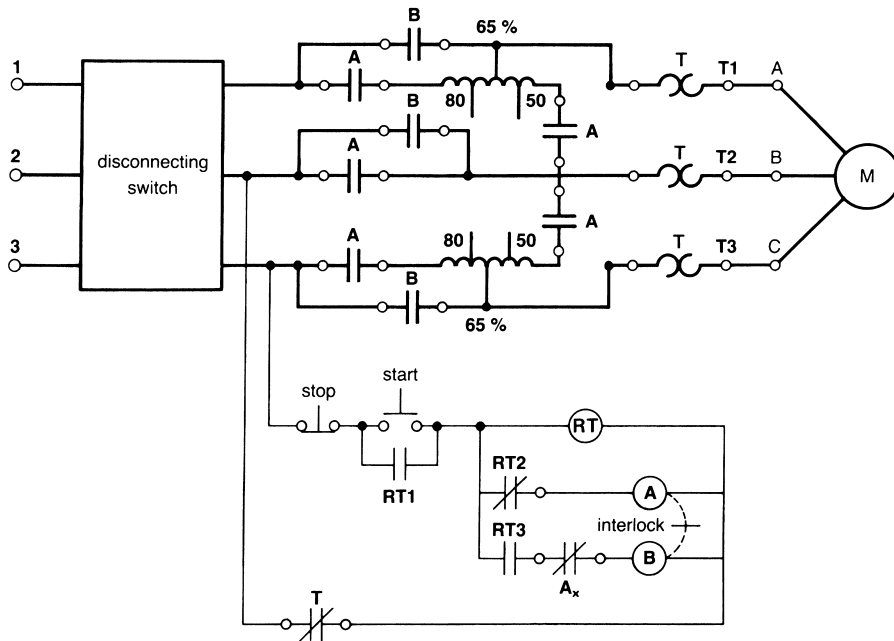 B 65 %
1 A 80 50 T T1 A
B A
2 disconnecting switch A T T2 B M
A
3 A 80 50 T T3 C
B 65 %
start
stop
RT
RT1
RT2 A
interlock
RT3 B
Ax
T